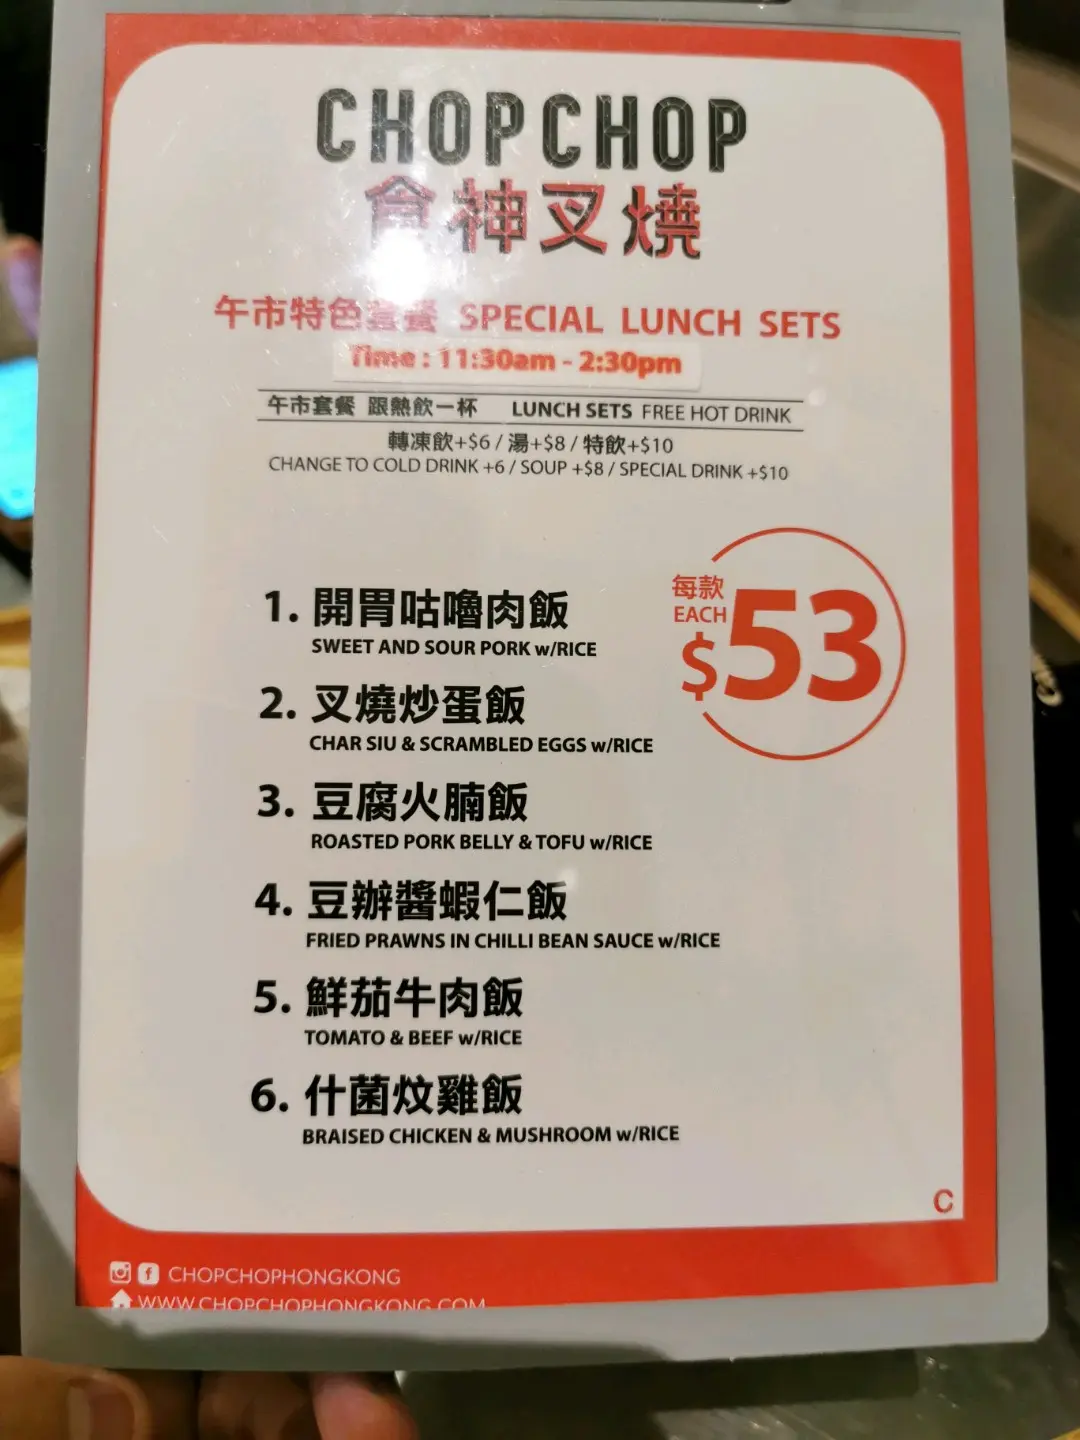 CHOPCHOP
食神叉燒
午市特色套餐 SPECIAL LUNCH SETS
Time : 11:30am - 2:30pm
午市套餐 跟熱飲一杯 LUNCH SETS FREE HOT DRINK
轉凍飲+$6 / 湯+$8 / 特飲+$10
CHANGE TO COLD DRINK +6 / SOUP +$8 / SPECIAL DRINK +$10
每款
EACH
$53
1. 開胃咕嚕肉飯
SWEET AND SOUR PORK w/RICE
2. 叉燒炒蛋飯
CHAR SIU & SCRAMBLED EGGS w/RICE
3. 豆腐火腩飯
ROASTED PORK BELLY & TOFU w/RICE
4. 豆辦醬蝦仁飯
FRIED PRAWNS IN CHILLI BEAN SAUCE w/RICE
5. 鮮茄牛肉飯
TOMATO & BEEF w/RICE
6. 什菌炆雞飯
BRAISED CHICKEN & MUSHROOM w/RICE
C
CHOPCHOPHONGKONG
WWW.CHOPCHOPHONGKONG.COM